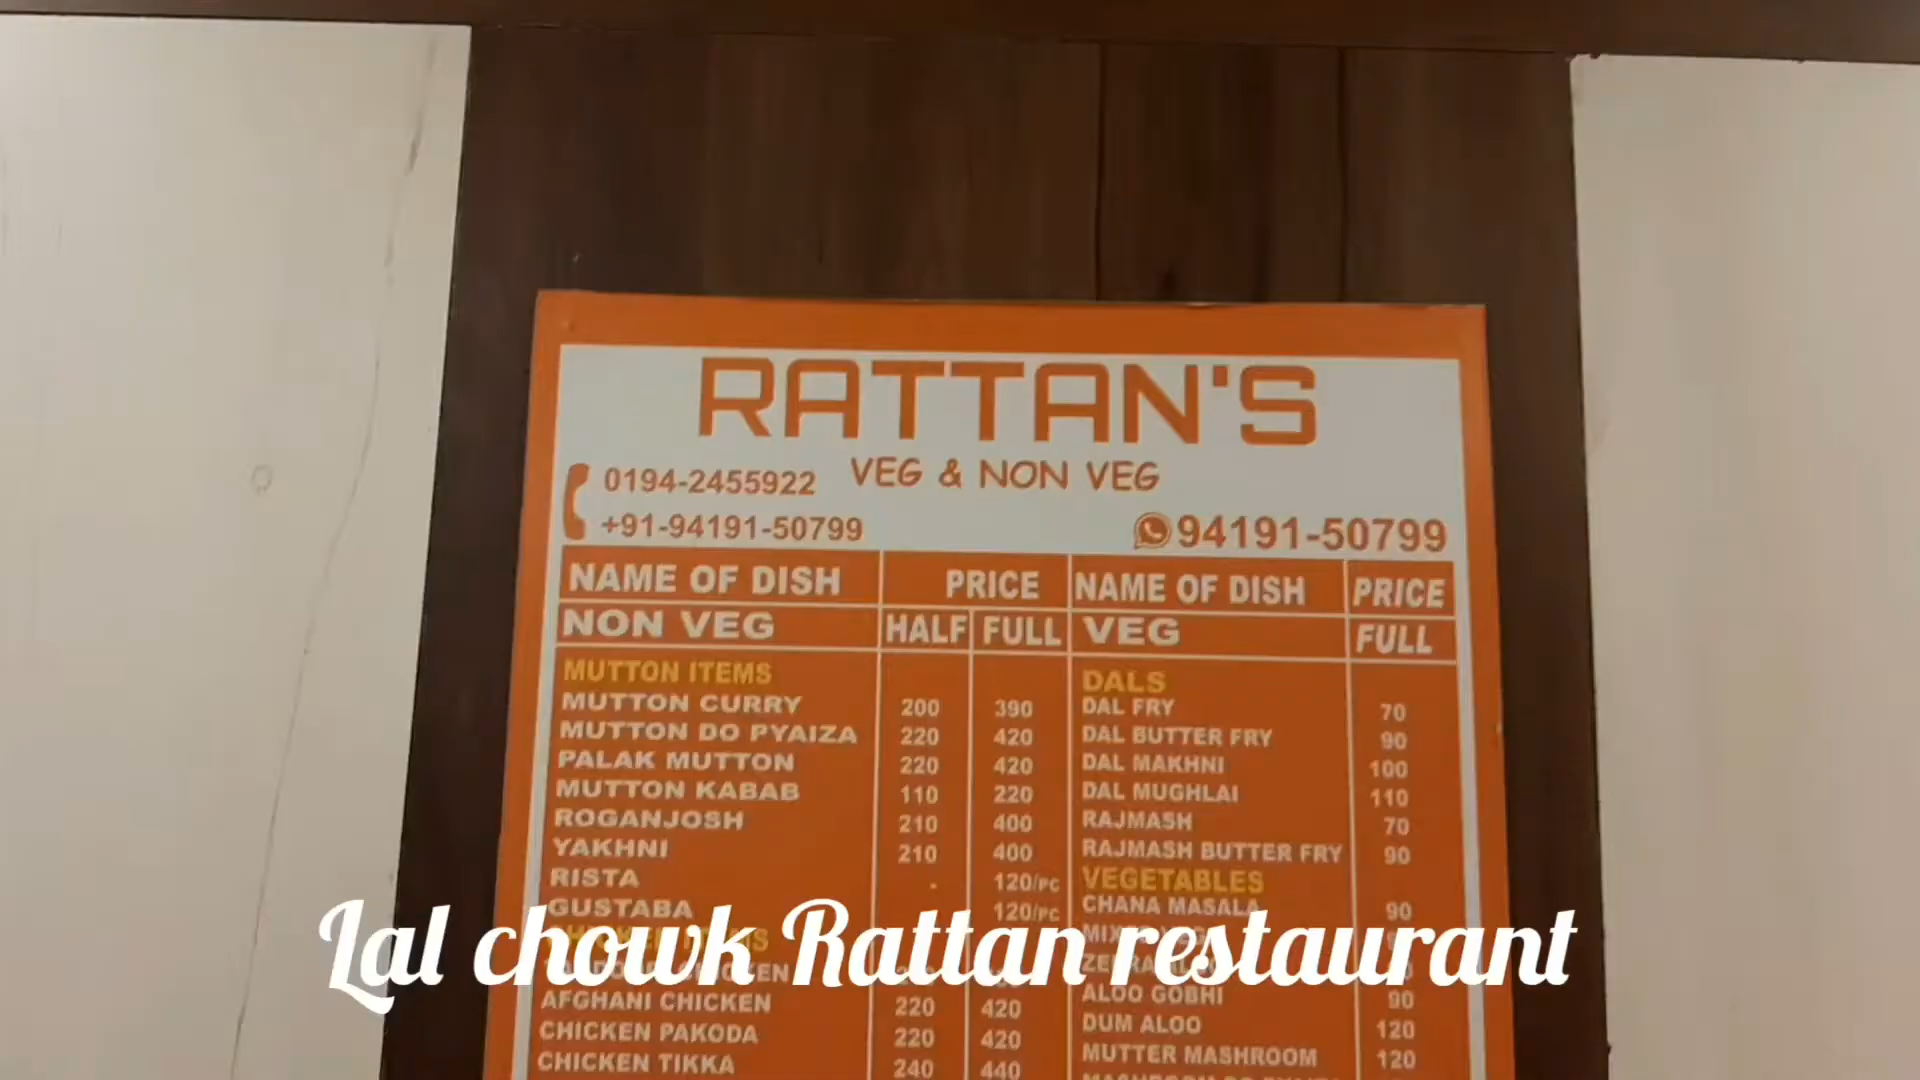 RATTAN'S
VEG & NON VEG
0194-2455922
+91-94191-50799
94191-50799
NAME OF DISH PRICE NAME OF DISH PRICE
NON VEG HALF FULL VEG FULL
MUTTON ITEMS DALS
MUTTON CURRY 200 390 DAL FRY 70
MUTTON DO PYAIZA 220 420 DAL BUTTER FRY 90
PALAK MUTTON 220 420 DAL MAKHNI 100
MUTTON KABAB 110 220 DAL MUGHLAI 110
ROGANJOSH 210 400 RAJMASH 70
YAKHNI 210 400 RAJMASH BUTTER FRY 90
RISTA - 120/PC VEGETABLES
GUSTABA 120/PC CHANA MASALA 90
Lal chowk Rattan restaurant
AFGHANI CHICKEN 220 420 ALOO GOBHI 90
CHICKEN PAKODA 220 420 DUM ALOO 120
CHICKEN TIKKA 240 440 MUTTER MASHROOM 120